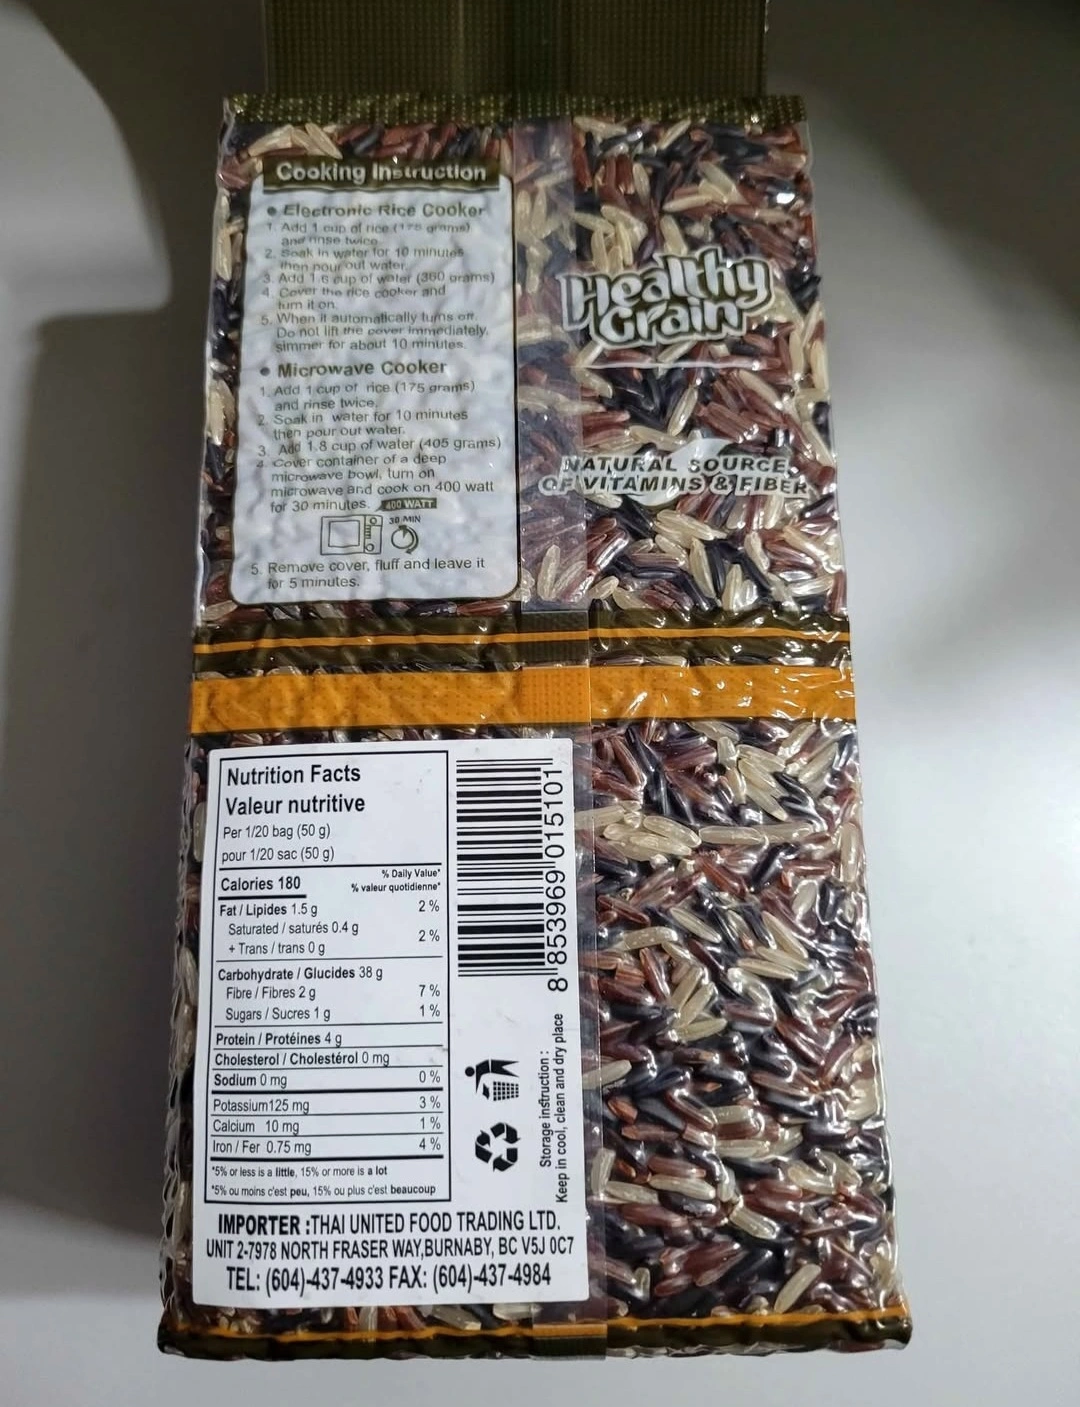 Cooking Instruction
• Electronic Rice Cooker
1. Add 1 cup of rice (175 grams)
and rinse twice.
2. Soak in water for 10 minutes
then pour out water.
3. Add 1.6 cup of water (360 grams)
4. Cover the rice cooker and
turn it on.
5. When it automatically turns off.
Do not lift the cover immediately,
simmer for about 10 minutes.
• Microwave Cooker
1. Add 1 cup of rice (175 grams)
and rinse twice.
2. Soak in water for 10 minutes
then pour out water.
3. Add 1.8 cup of water (405 grams)
4. Cover container of a deep
microwave bowl, turn on
microwave and cook on 400 watt
for 30 minutes. 400 WATT
30 MIN
5. Remove cover, fluff and leave it
for 5 minutes.
Healthy
Grain
NATURAL SOURCE
OF VITAMINS & FIBER
Nutrition Facts
Valeur nutritive
Per 1/20 bag (50 g)
pour 1/20 sac (50 g)
Calories 180
% Daily Value*
% valeur quotidienne*
Fat / Lipides 1.5 g 2 %
Saturated / saturés 0.4 g
+ Trans / trans 0 g 2 %
Carbohydrate / Glucides 38 g
Fibre / Fibres 2 g 7 %
Sugars / Sucres 1 g 1 %
Protein / Protéines 4 g
Cholesterol / Cholestérol 0 mg
Sodium 0 mg 0 %
Potassium125 mg 3 %
Calcium 10 mg 1 %
Iron / Fer 0.75 mg 4 %
*5% or less is a little, 15% or more is a lot
*5% ou moins c'est peu, 15% ou plus c'est beaucoup
8 853969 015101
Storage instruction :
Keep in cool, clean and dry place
IMPORTER :THAI UNITED FOOD TRADING LTD.
UNIT 2-7978 NORTH FRASER WAY,BURNABY, BC V5J 0C7
TEL: (604)-437-4933 FAX: (604)-437-4984